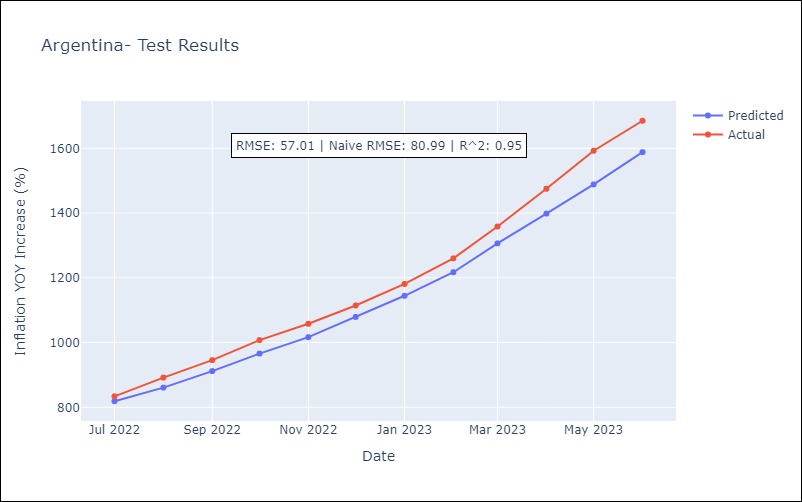 Argentina- Test Results
RMSE: 57.01 | Naive RMSE: 80.99 | R^2: 0.95
Predicted
Actual
Inflation YOY Increase (%)
1600
1400
1200
1000
800
Jul 2022
Sep 2022
Nov 2022
Jan 2023
Mar 2023
May 2023
Date